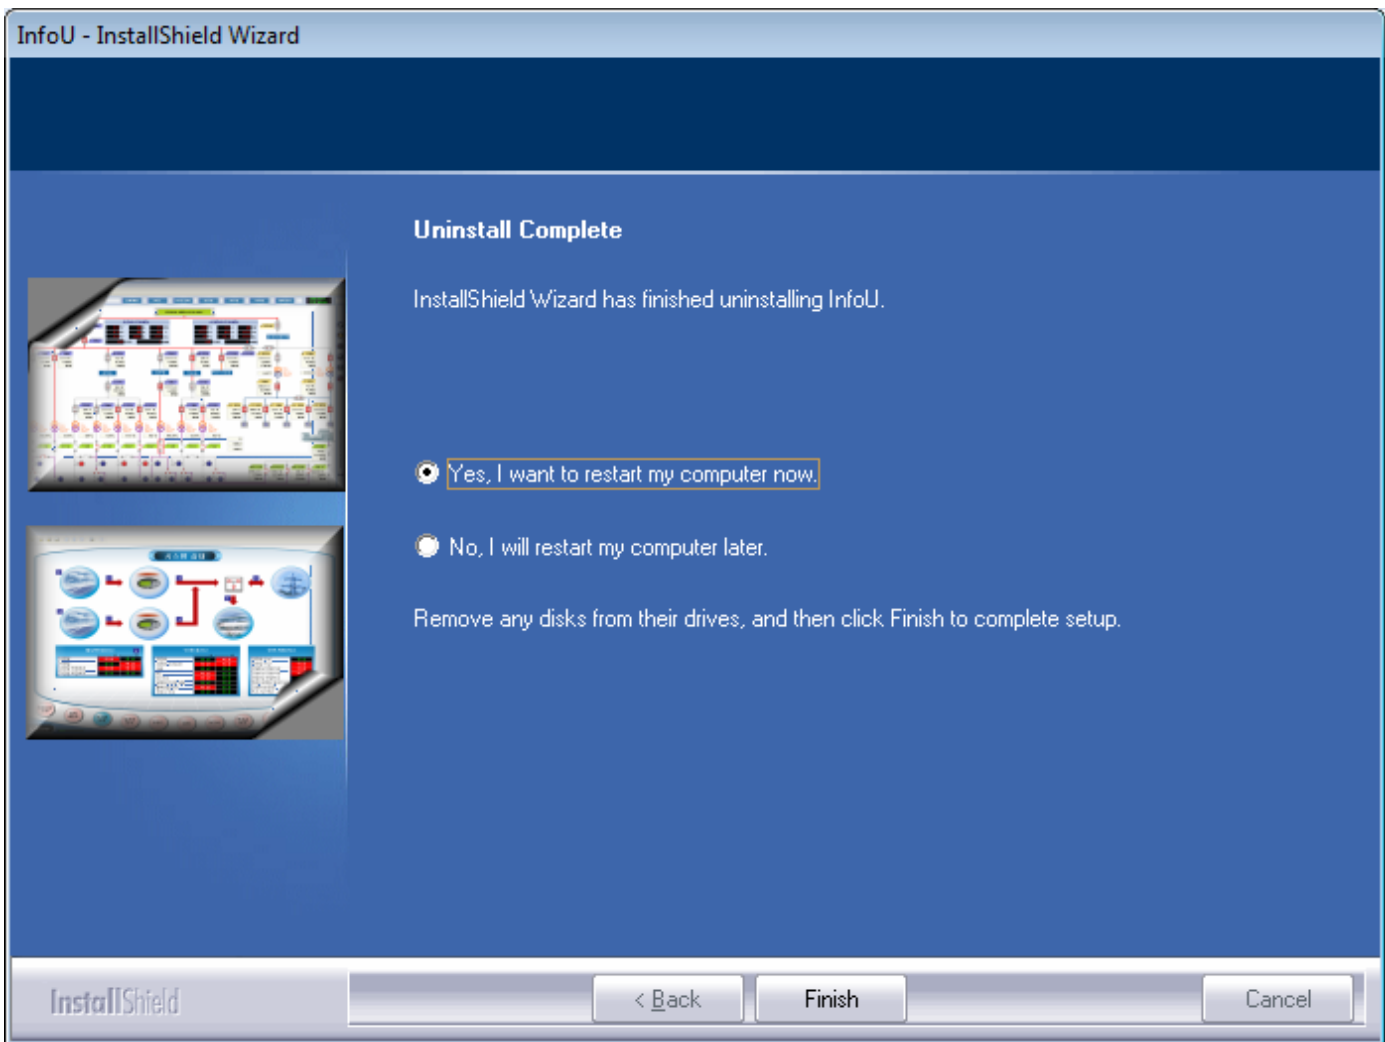 InfoU - InstallShield Wizard
Uninstall Complete
InstallShield Wizard has finished uninstalling InfoU.
Yes, I want to restart my computer now.
No, I will restart my computer later.
Remove any disks from their drives, and then click Finish to complete setup.
InstallShield
< Back
Finish
Cancel